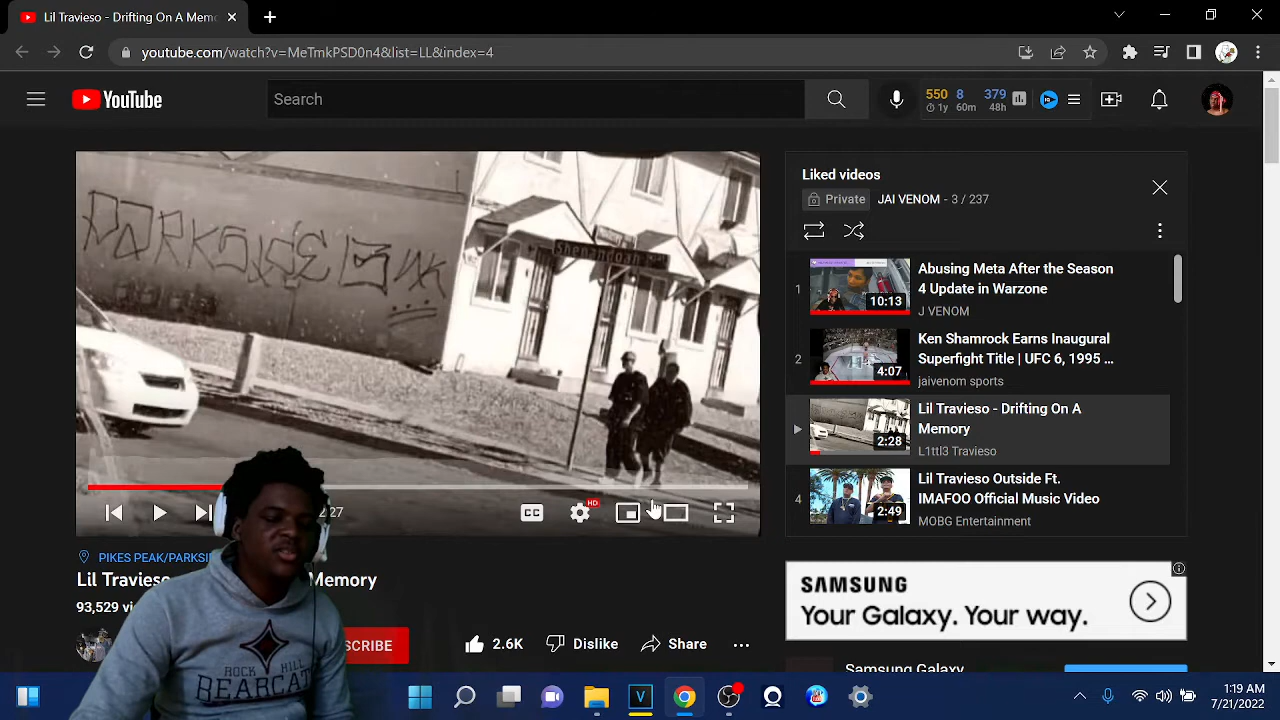 Lil Travieso - Drifting On A Memo
youtube.com/watch?v=MeTmkPSD0n4&list=LL&index=4
YouTube
Search
550 8 379
1y 60m 48h
PARKSIDE
Shenandoah
2:27
HD
CC
PIKES PEAK/PARKSI
Lil Travieso Memory
93,529 vi
SCRIBE
2.6K Dislike Share
ROCK HILL
BEARCATS
Liked videos
Private JAI VENOM - 3 / 237
1
10:13
Abusing Meta After the Season
4 Update in Warzone
J VENOM
2
4:07
Ken Shamrock Earns Inaugural
Superfight Title | UFC 6, 1995 ...
jaivenom sports
2:28
Lil Travieso - Drifting On A
Memory
L1ttl3 Travieso
4
2:49
Lil Travieso Outside Ft.
IMAFOO Official Music Video
MOBG Entertainment
SAMSUNG
Your Galaxy. Your way.
Samsung Galaxy
V
1:19 AM
7/21/2022